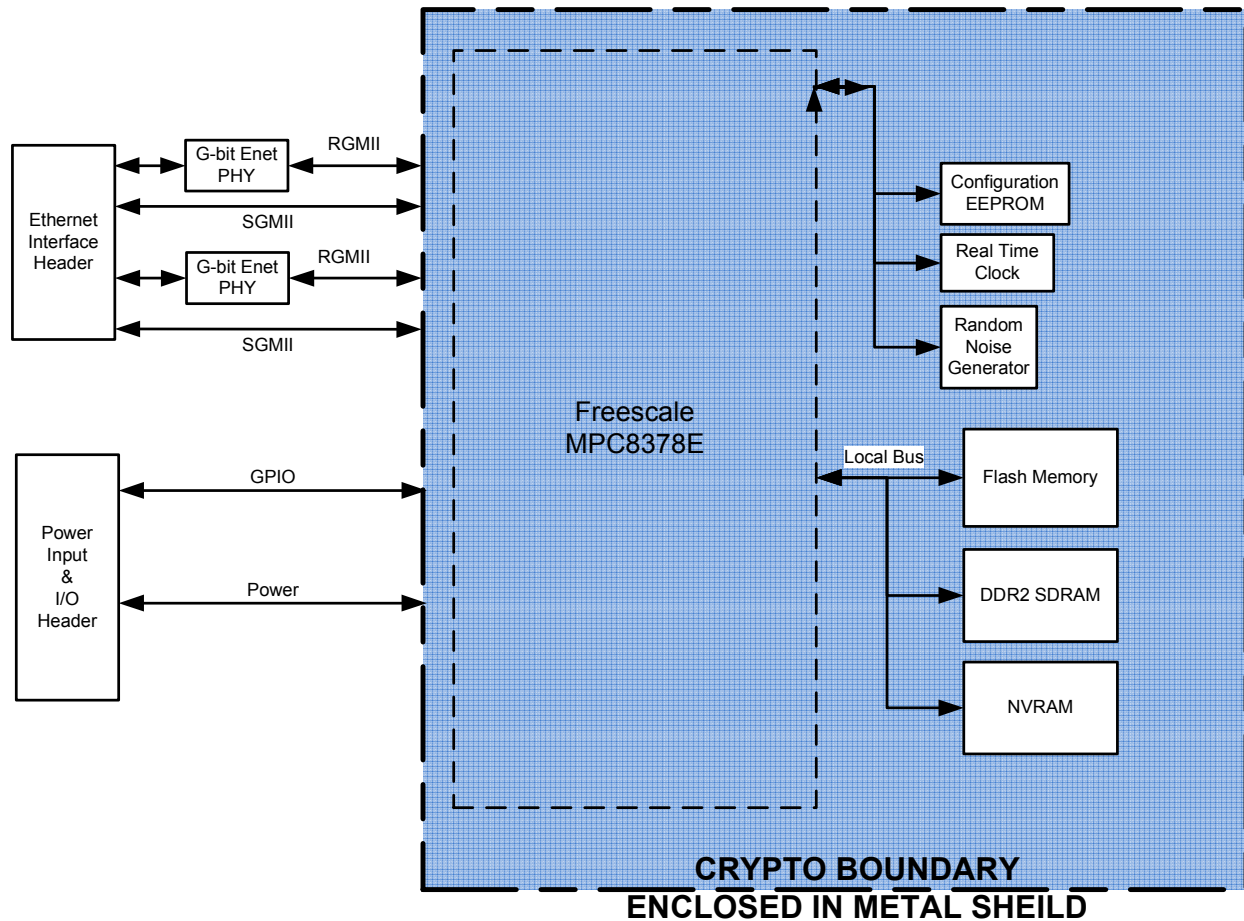 G-bit Enet
PHY
RGMII
SGMII
G-bit Enet
PHY
RGMII
SGMII
Ethernet
Interface
Header
GPIO
Power
Power
Input
&
I/O
Header
Freescale
MPC8378E
Configuration
EEPROM
Real Time
Clock
Random
Noise
Generator
Local Bus
Flash Memory
DDR2 SDRAM
NVRAM
CRYPTO BOUNDARY
ENCLOSED IN METAL SHEILD